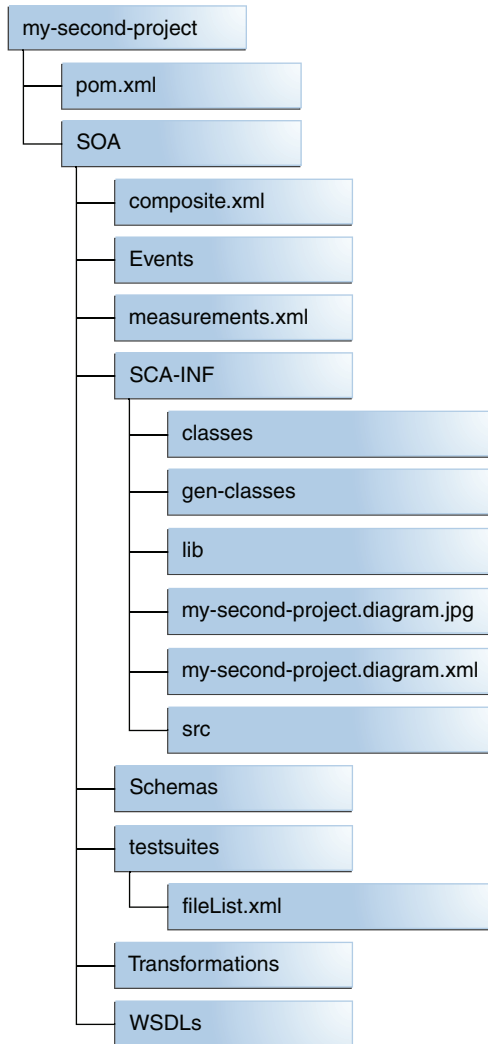 my-second-project
pom.xml
SOA
composite.xml
Events
measurements.xml
SCA-INF
classes
gen-classes
lib
my-second-project.diagram.jpg
my-second-project.diagram.xml
src
Schemas
testsuites
fileList.xml
Transformations
WSDLs